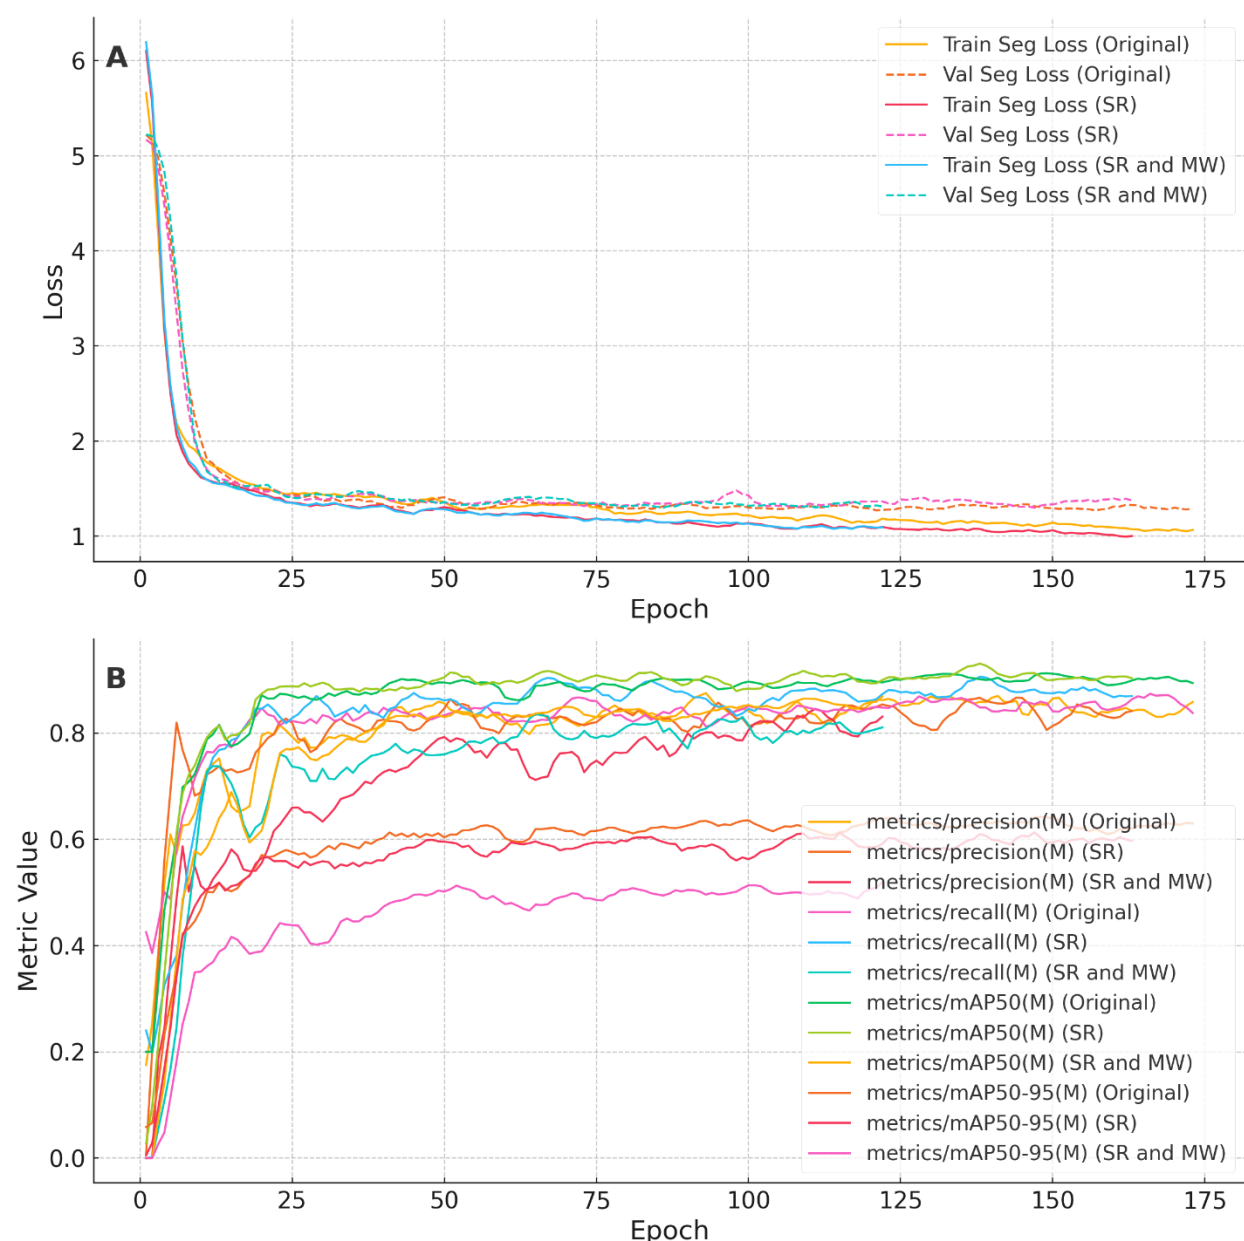 A
Train Seg Loss (Original)
Val Seg Loss (Original)
Train Seg Loss (SR)
Val Seg Loss (SR)
Train Seg Loss (SR and MW)
Val Seg Loss (SR and MW)
6
5
4
3
2
1
Loss
0 25 50 75 100 125 150 175
Epoch
B
0.8
0.6
0.4
0.2
0.0
Metric Value
metrics/precision(M) (Original)
metrics/precision(M) (SR)
metrics/precision(M) (SR and MW)
metrics/recall(M) (Original)
metrics/recall(M) (SR)
metrics/recall(M) (SR and MW)
metrics/mAP50(M) (Original)
metrics/mAP50(M) (SR)
metrics/mAP50(M) (SR and MW)
metrics/mAP50-95(M) (Original)
metrics/mAP50-95(M) (SR)
metrics/mAP50-95(M) (SR and MW)
0 25 50 75 100 125 150 175
Epoch